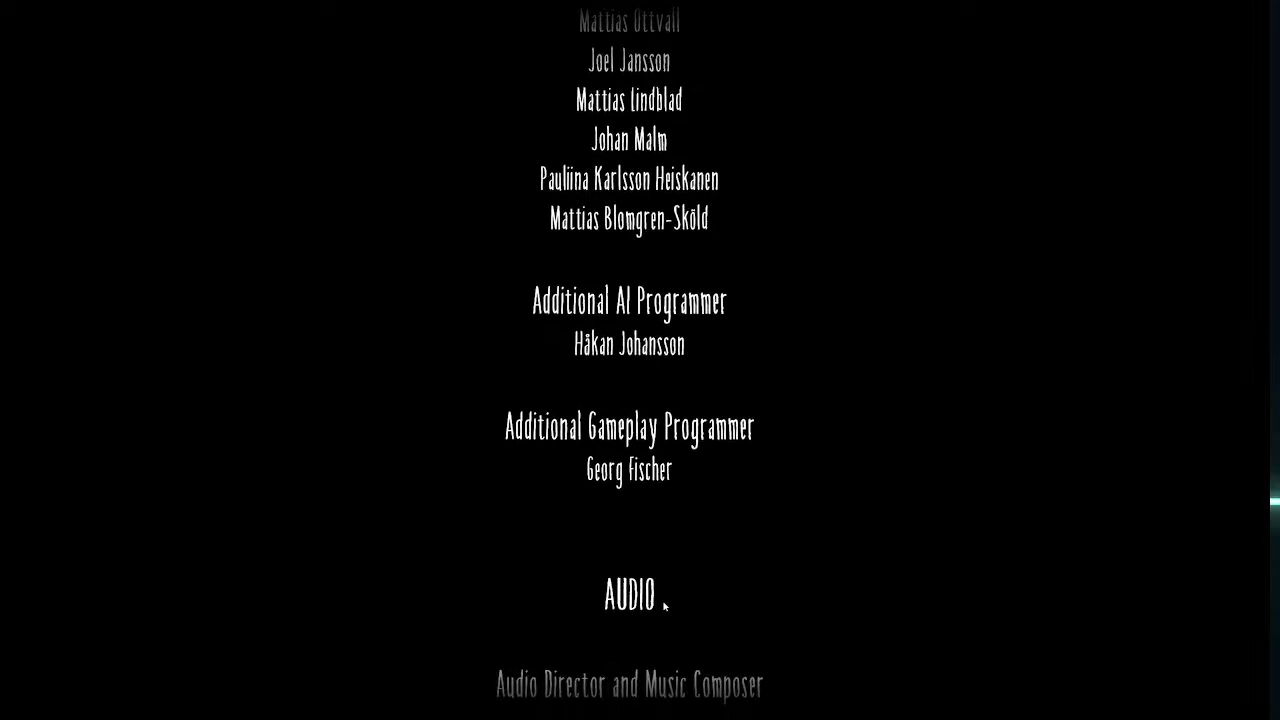 Mattias Ottvall
Joel Jansson
Mattias Lindblad
Johan Malm
Pauliina Karlsson Heiskanen
Mattias Blomgren-Sköld
Additional AI Programmer
Håkan Johansson
Additional Gameplay Programmer
Georg Fischer
AUDIO
Audio Director and Music Composer